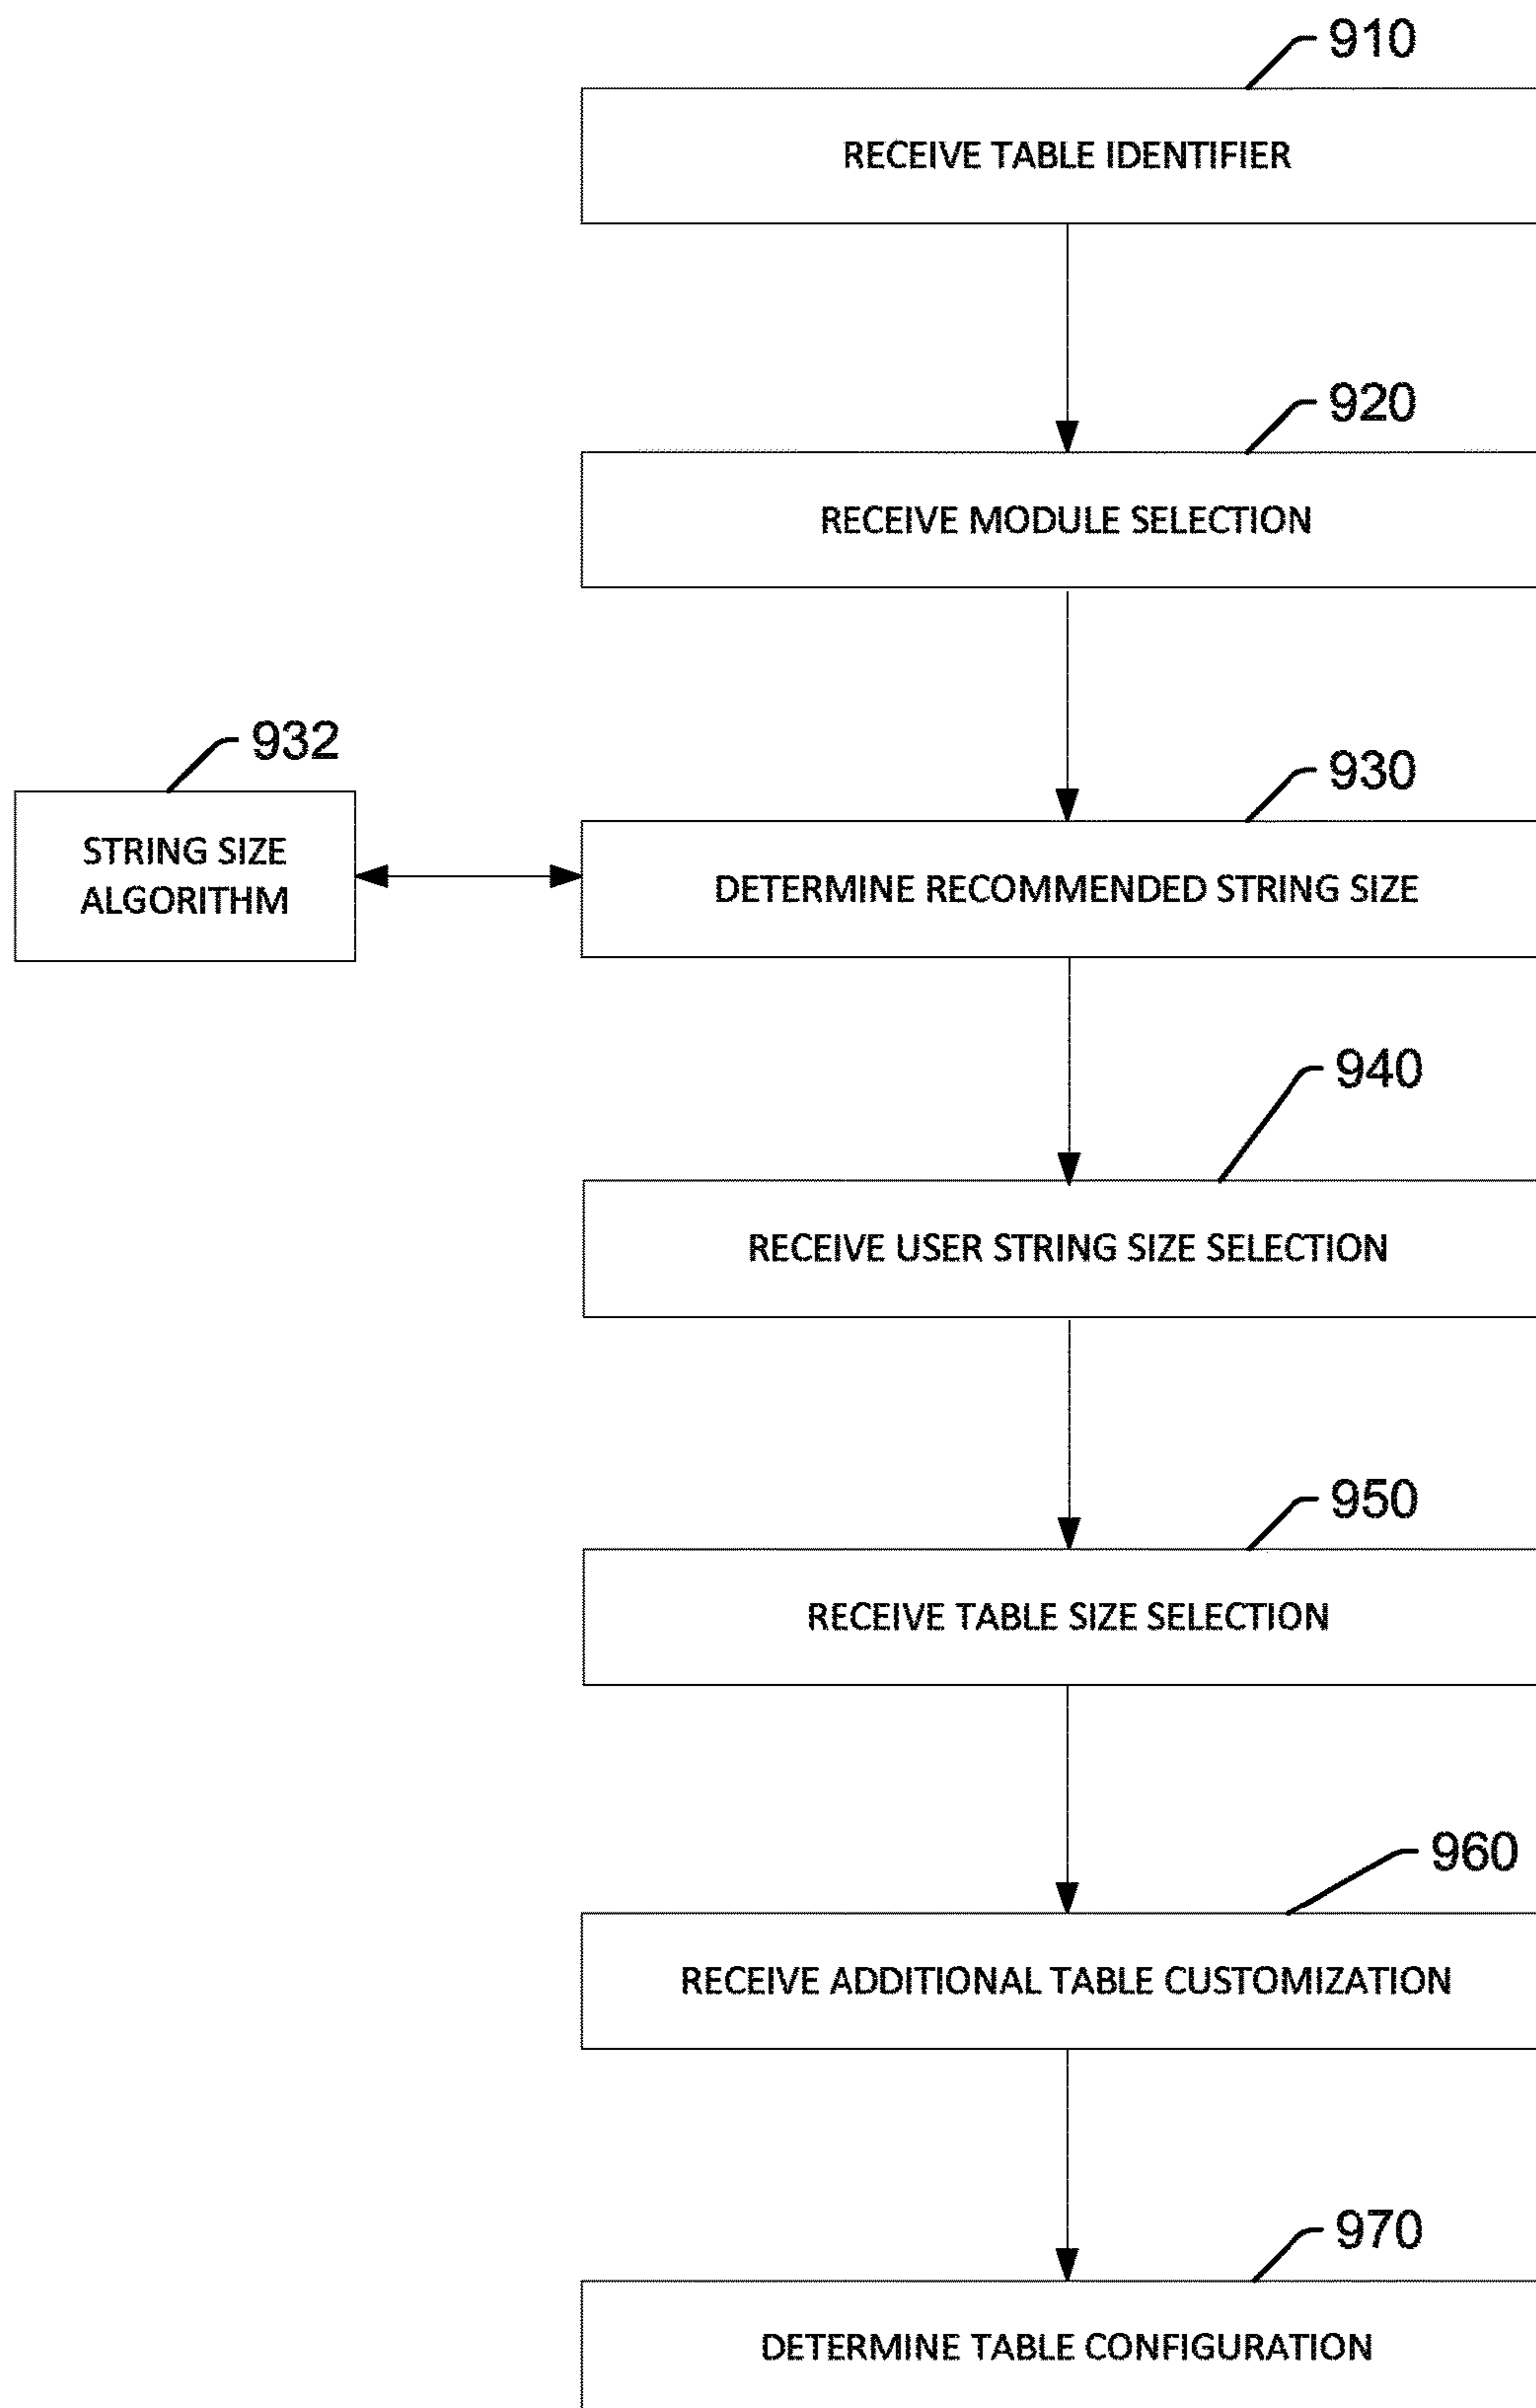 910
RECEIVE TABLE IDENTIFIER
920
RECEIVE MODULE SELECTION
932
STRING SIZE
ALGORITHM
930
DETERMINE RECOMMENDED STRING SIZE
940
RECEIVE USER STRING SIZE SELECTION
950
RECEIVE TABLE SIZE SELECTION
960
RECEIVE ADDITIONAL TABLE CUSTOMIZATION
970
DETERMINE TABLE CONFIGURATION